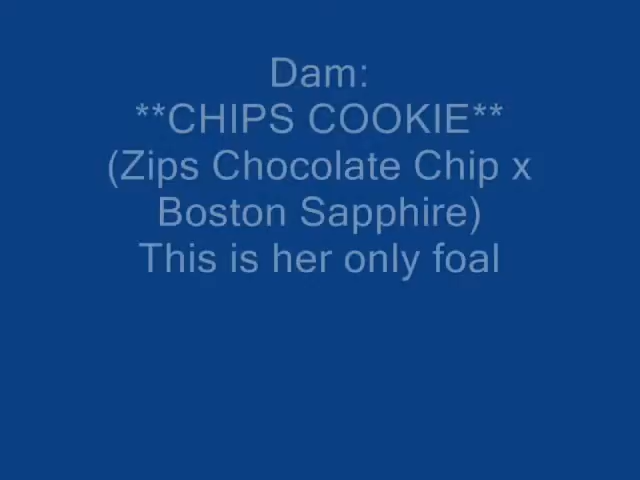 Dam:
**CHIPS COOKIE**
(Zips Chocolate Chip x
Boston Sapphire)
This is her only foal